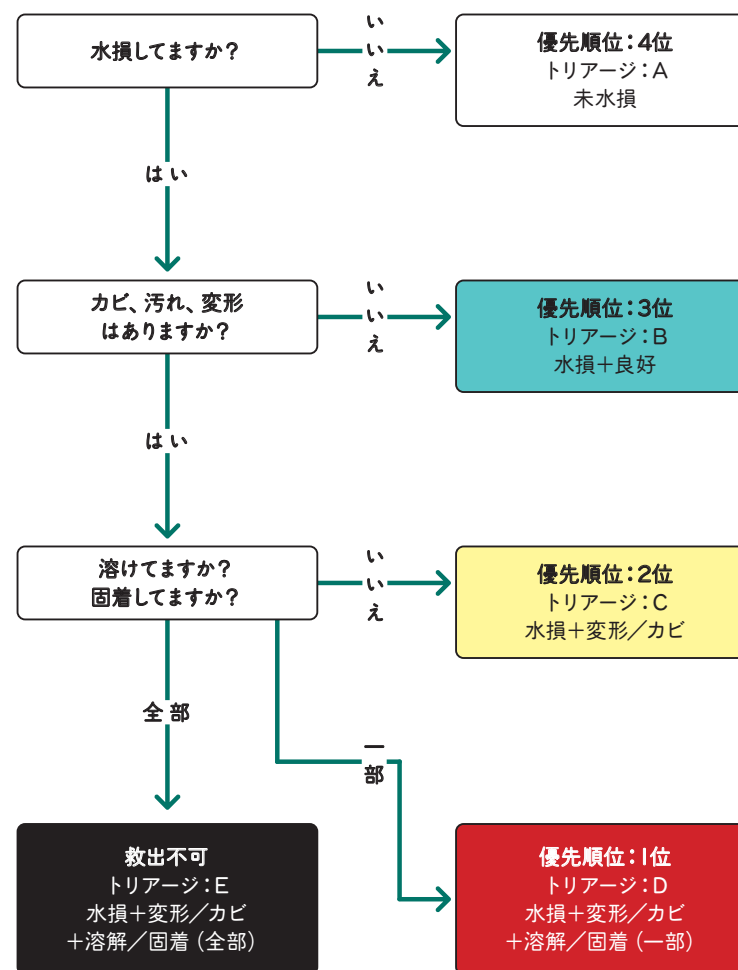 水損してますか?
いいえ
優先順位:4位
トリアージ:A
未水損
はい
カビ、汚れ、変形
はありますか?
いいえ
優先順位:3位
トリアージ:B
水損+良好
はい
溶けてますか?
固着してますか?
いいえ
優先順位:2位
トリアージ:C
水損+変形/カビ
全部
一部
救出不可
トリアージ:E
水損+変形/カビ
+溶解/固着(全部)
優先順位:1位
トリアージ:D
水損+変形/カビ
+溶解/固着(一部)